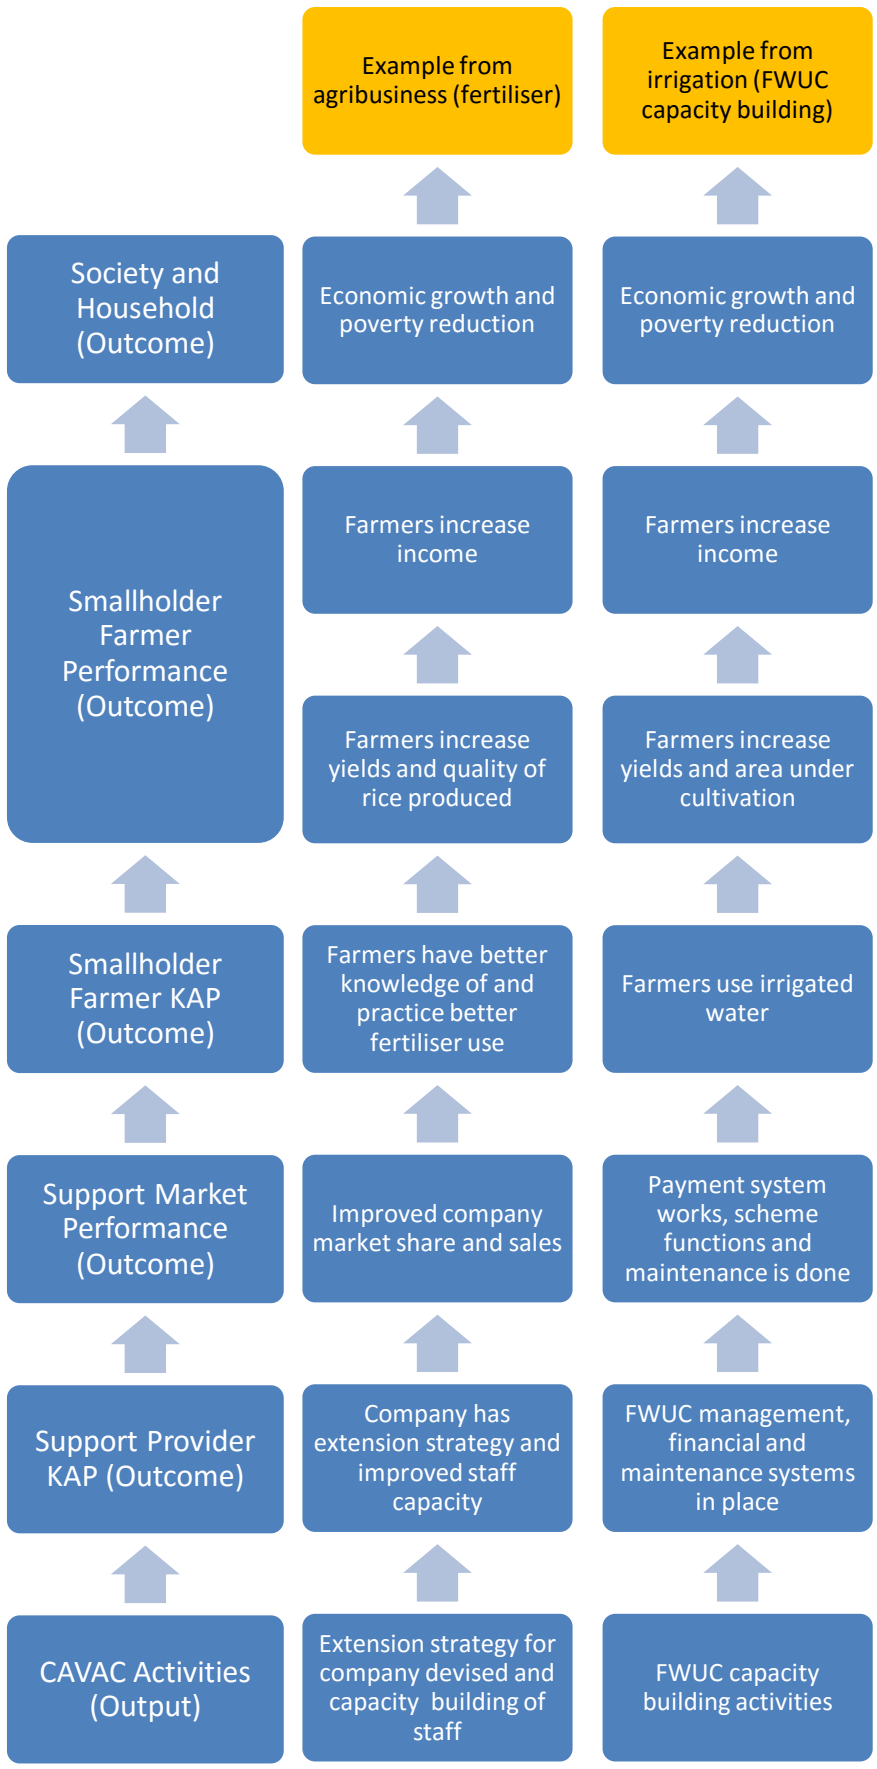 Example from
agribusiness (fertiliser)
Example from
irrigation (FWUC
capacity building)
Society and
Household
(Outcome)
Economic growth and
poverty reduction
Economic growth and
poverty reduction
Smallholder
Farmer
Performance
(Outcome)
Farmers increase
income
Farmers increase
income
Farmers increase
yields and quality of
rice produced
Farmers increase
yields and area under
cultivation
Smallholder
Farmer KAP
(Outcome)
Farmers have better
knowledge of and
practice better
fertiliser use
Farmers use irrigated
water
Support Market
Performance
(Outcome)
Improved company
market share and sales
Payment system
works, scheme
functions and
maintenance is done
Support Provider
KAP (Outcome)
Company has
extension strategy and
improved staff
capacity
FWUC management,
financial and
maintenance systems
in place
CAVAC Activities
(Output)
Extension strategy for
company devised and
capacity building of
staff
FWUC capacity
building activities